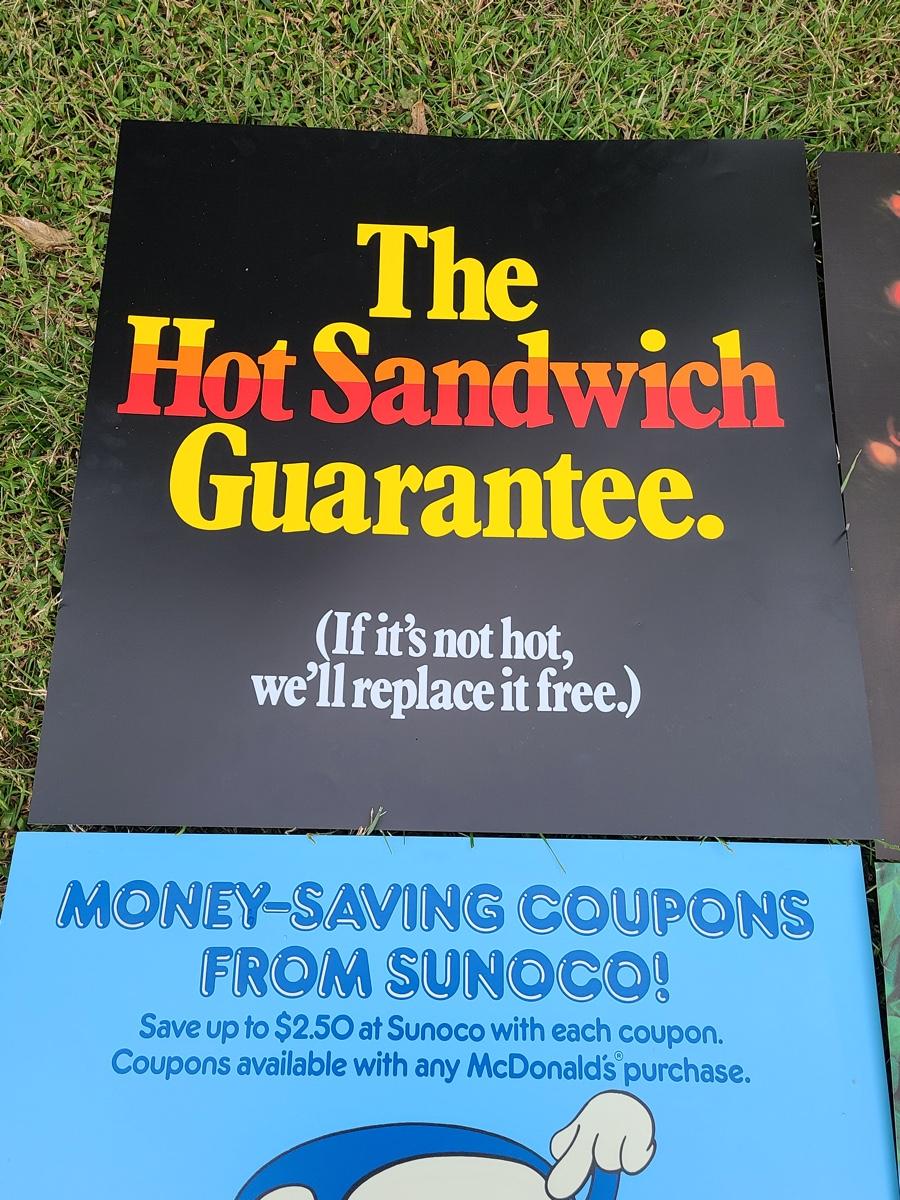 The
Hot Sandwich
Guarantee.
(If it's not hot,
we'll replace it free.)
MONEY-SAVING COUPONS
FROM SUNOCO!
Save up to $2.50 at Sunoco with each coupon.
Coupons available with any McDonald's® purchase.